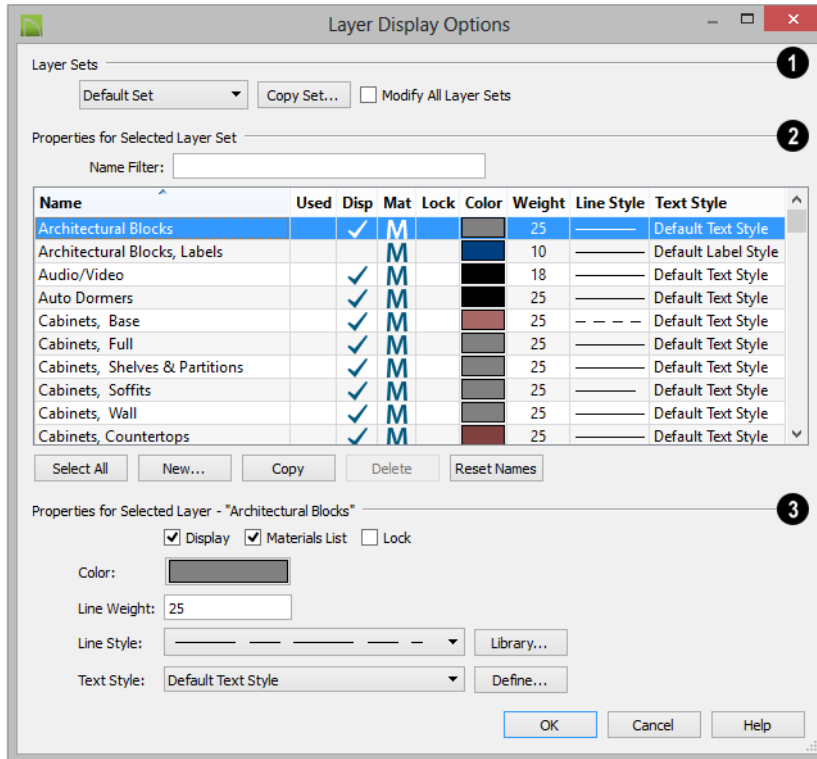 Layer Display Options
Layer Sets 1
Default Set Copy Set... Modify All Layer Sets
Properties for Selected Layer Set 2
Name Filter:
Name Used Disp Mat Lock Color Weight Line Style Text Style
Architectural Blocks M 25 Default Text Style
Architectural Blocks, Labels M 10 Default Label Style
Audio/Video M 18 Default Text Style
Auto Dormers M 25 Default Text Style
Cabinets, Base M 25 Default Text Style
Cabinets, Full M 25 Default Text Style
Cabinets, Shelves & Partitions M 25 Default Text Style
Cabinets, Soffits M 25 Default Text Style
Cabinets, Wall M 25 Default Text Style
Cabinets, Countertops M 25 Default Text Style
Select All New... Copy Delete Reset Names
Properties for Selected Layer - "Architectural Blocks" 3
Display Materials List Lock
Color:
Line Weight: 25
Line Style: Library...
Text Style: Default Text Style Define...
OK Cancel Help